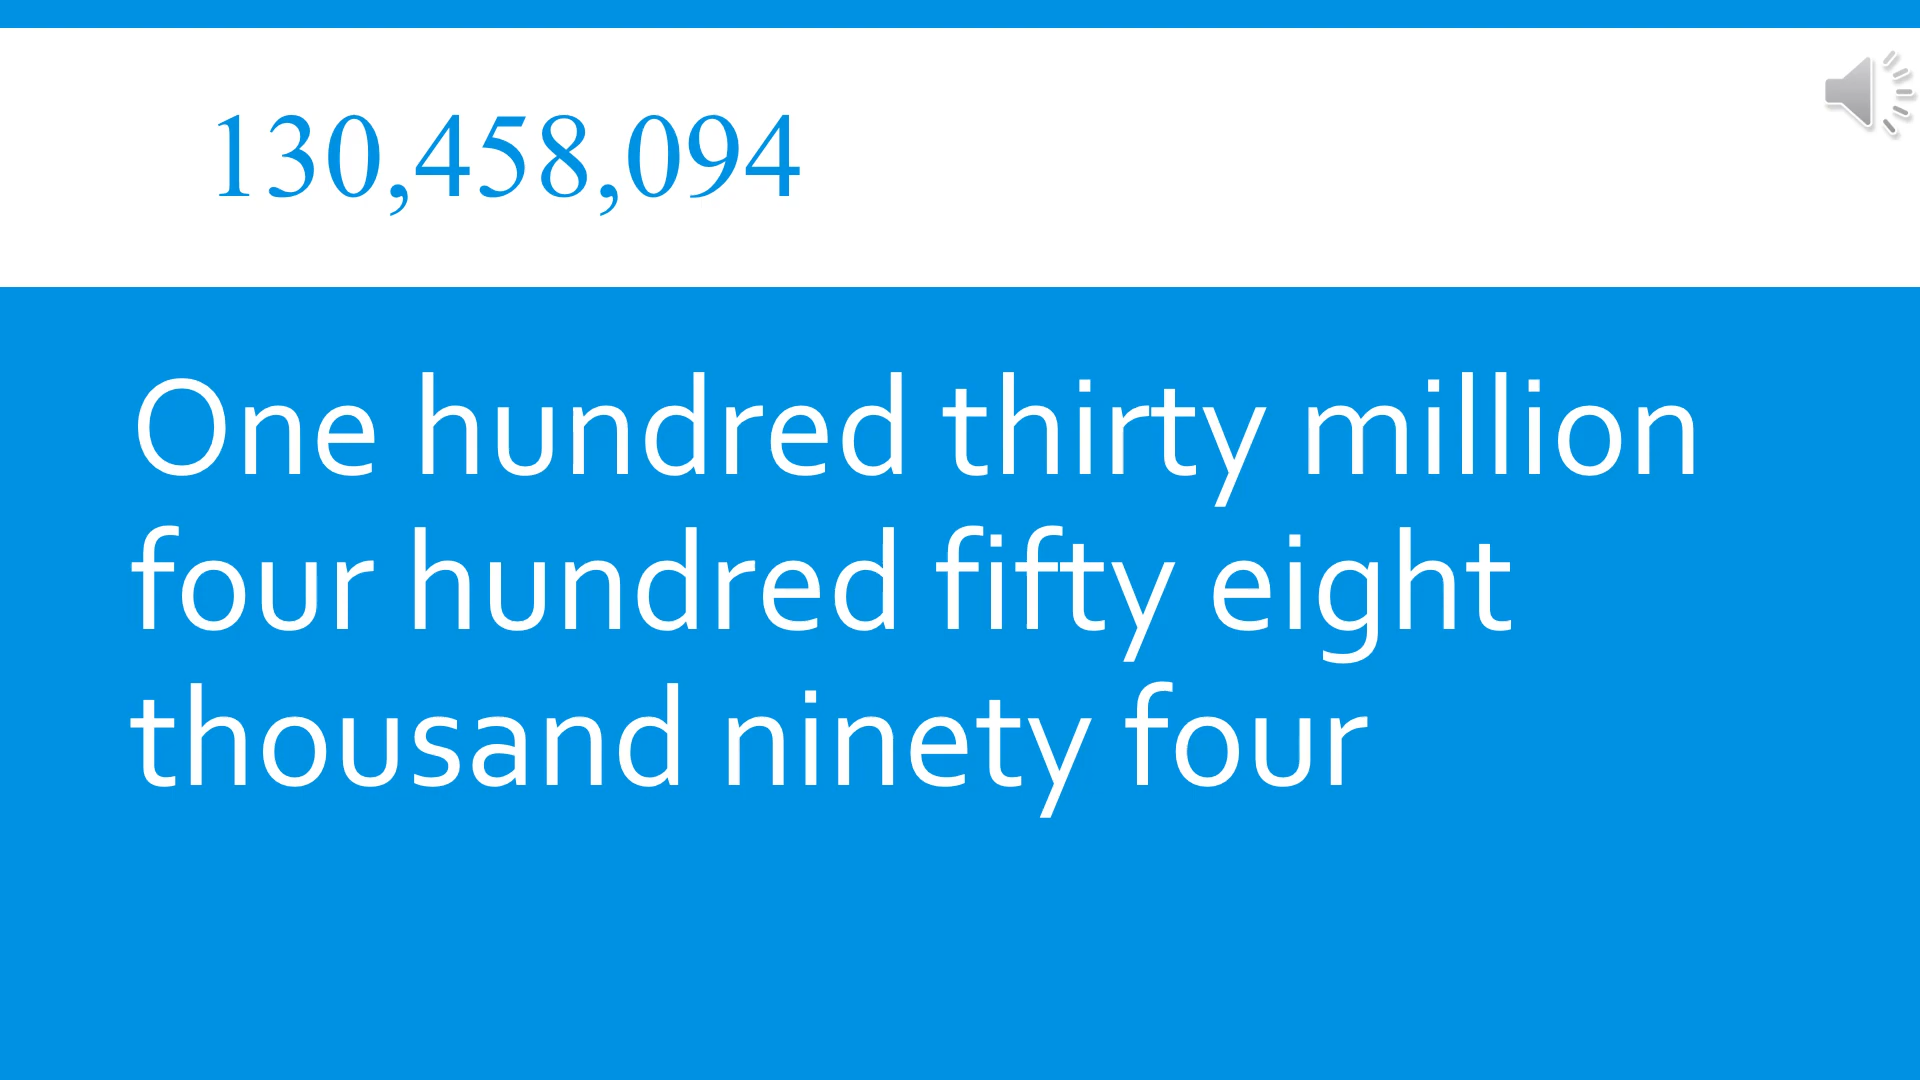 130,458,094
One hundred thirty million
four hundred fifty eight
thousand ninety four